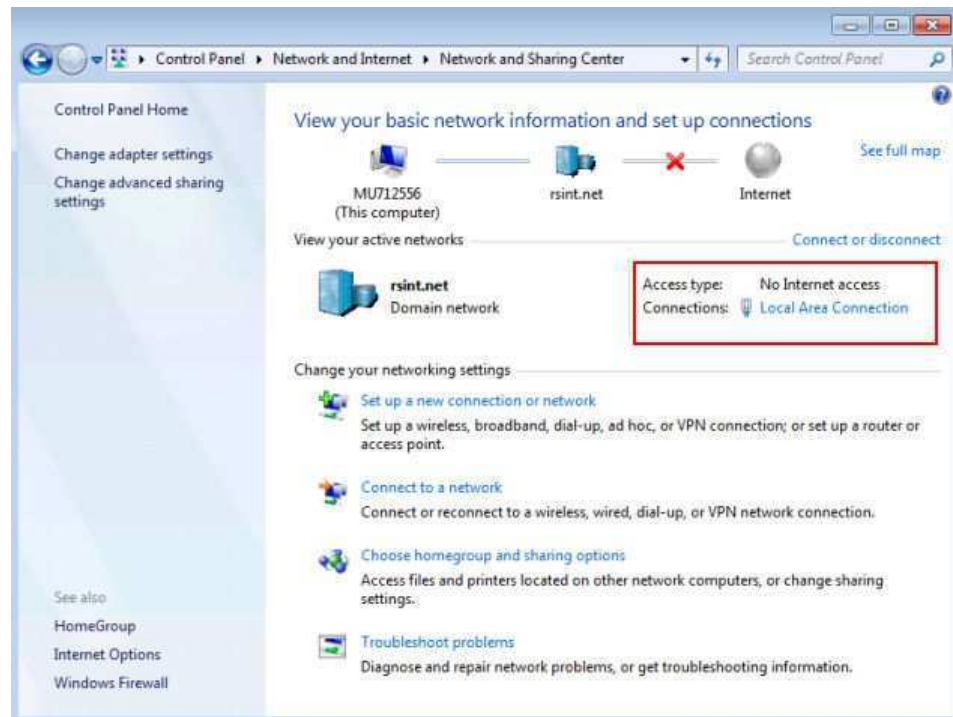 Control Panel ▸ Network and Internet ▸ Network and Sharing Center
Search Control Panel
Control Panel Home
Change adapter settings
Change advanced sharing
settings
See also
HomeGroup
Internet Options
Windows Firewall
View your basic network information and set up connections
See full map
MU712556
(This computer)
rsint.net
Internet
View your active networks
Connect or disconnect
rsint.net
Domain network
Access type: No Internet access
Connections: Local Area Connection
Change your networking settings
Set up a new connection or network
Set up a wireless, broadband, dial-up, ad hoc, or VPN connection; or set up a router or
access point.
Connect to a network
Connect or reconnect to a wireless, wired, dial-up, or VPN network connection.
Choose homegroup and sharing options
Access files and printers located on other network computers, or change sharing
settings.
Troubleshoot problems
Diagnose and repair network problems, or get troubleshooting information.